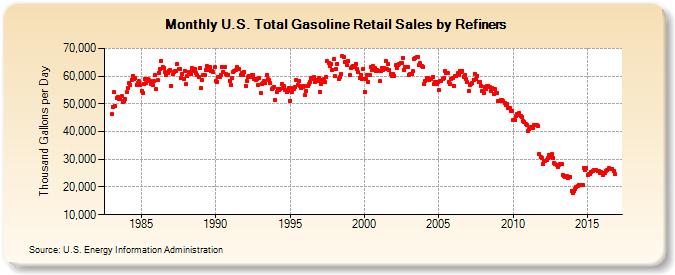 Monthly U.S. Total Gasoline Retail Sales by Refiners
Thousand Gallons per Day
70,000
60,000
50,000
40,000
30,000
20,000
10,000
1985 1990 1995 2000 2005 2010 2015
Source: U.S. Energy Information Administration